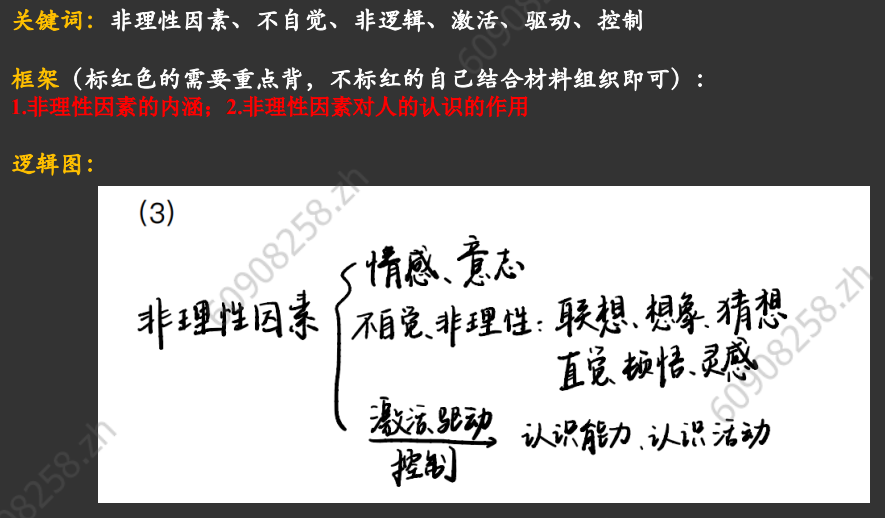 关键词：非理性因素、不自觉、非逻辑、激活、驱动、控制
框架（标红色的需要重点背，不标红的自己结合材料组织即可）：
1.非理性因素的内涵；2.非理性因素对人的认识的作用
逻辑图：
(3)
非理性因素
情感、意志
不自觉、非理性：联想、想象、猜想
直觉、顿悟、灵感
激活、驱动
控制
认识能力、认识活动
60908258.zh
60908258.zh
60908258.zh
08258.zh